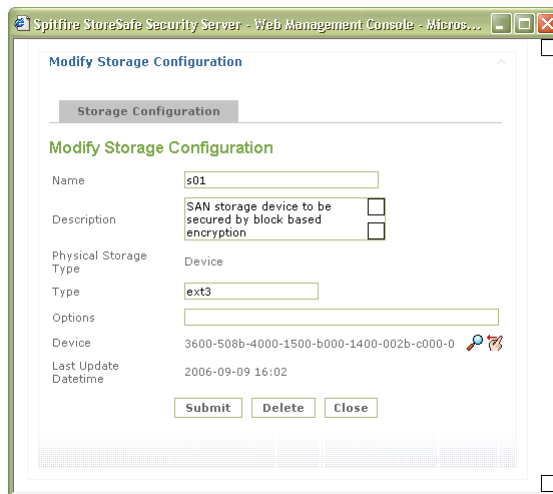 Spitfire StoreSafe Security Server - Web Management Console - Micros...
Modify Storage Configuration
Storage Configuration
Modify Storage Configuration
Name s01
Description SAN storage device to be
secured by block based
encryption
Physical Storage
Type Device
Type ext3
Options
Device 3600-508b-4000-1500-b000-1400-002b-c000-0
Last Update
Datetime 2006-09-09 16:02
Submit Delete Close